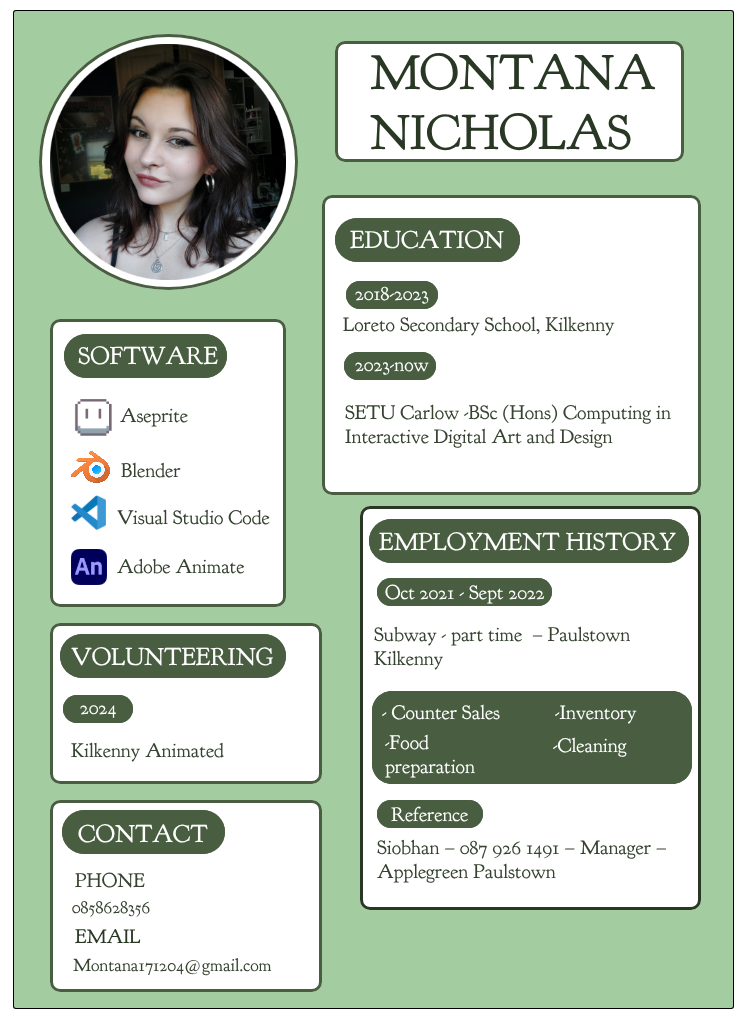 MONTANA
NICHOLAS
EDUCATION
2018-2023
Loreto Secondary School, Kilkenny
2023-now
SETU Carlow -BSc (Hons) Computing in
Interactive Digital Art and Design
SOFTWARE
Aseprite
Blender
Visual Studio Code
An Adobe Animate
EMPLOYMENT HISTORY
Oct 2021 - Sept 2022
Subway - part time – Paulstown
Kilkenny
- Counter Sales
-Food
preparation
-Inventory
-Cleaning
Reference
Siobhan – 087 926 1491 – Manager –
Applegreen Paulstown
VOLUNTEERING
2024
Kilkenny Animated
CONTACT
PHONE
0858628356
EMAIL
Montana171204@gmail.com